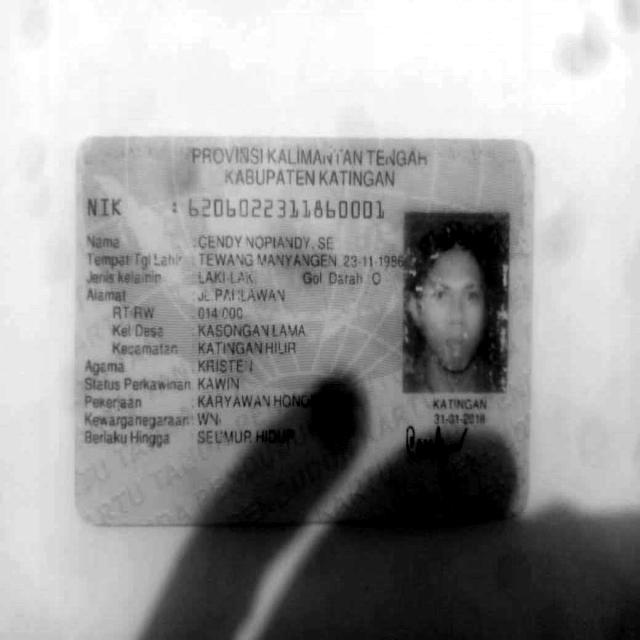 PROVINSI KALIMANTAN TENGAH
KABUPATEN KATINGAN
NIK : 6206022311860001
Nama : GENDY NOPIANDY, SE
Tempat Tgl Lahir : TEWANG MANYANGEN, 23-11-1986
Jenis kelamin : LAKI-LAKI Gol Darah O
Alamat : JL PAHLAWAN
RT RW : 014 000
Kel Desa : KASONGAN LAMA
Kecamatan : KATINGAN HILIR
Agama : KRISTEN
Status Perkawinan : KAWIN
Pekerjaan : KARYAWAN HONO
Kewarganegaraan : WNI
Berlaku Hingga : SEUMUR HIDUP
KATINGAN
31-01-2018